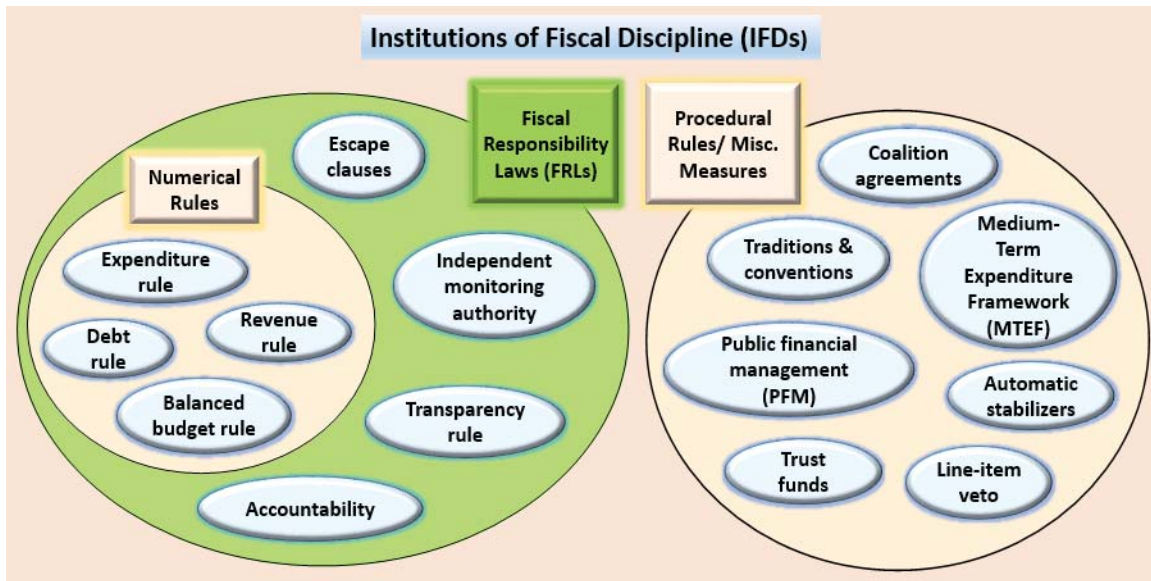 Institutions of Fiscal Discipline (IFDs)
Fiscal
Responsibility
Laws (FRLs)
Escape
clauses
Numerical
Rules
Expenditure
rule
Revenue
rule
Debt
rule
Balanced
budget rule
Independent
monitoring
authority
Transparency
rule
Accountability
Procedural
Rules/ Misc.
Measures
Coalition
agreements
Traditions &
conventions
Medium-
Term
Expenditure
Framework
(MTEF)
Public financial
management
(PFM)
Automatic
stabilizers
Trust
funds
Line-item
veto